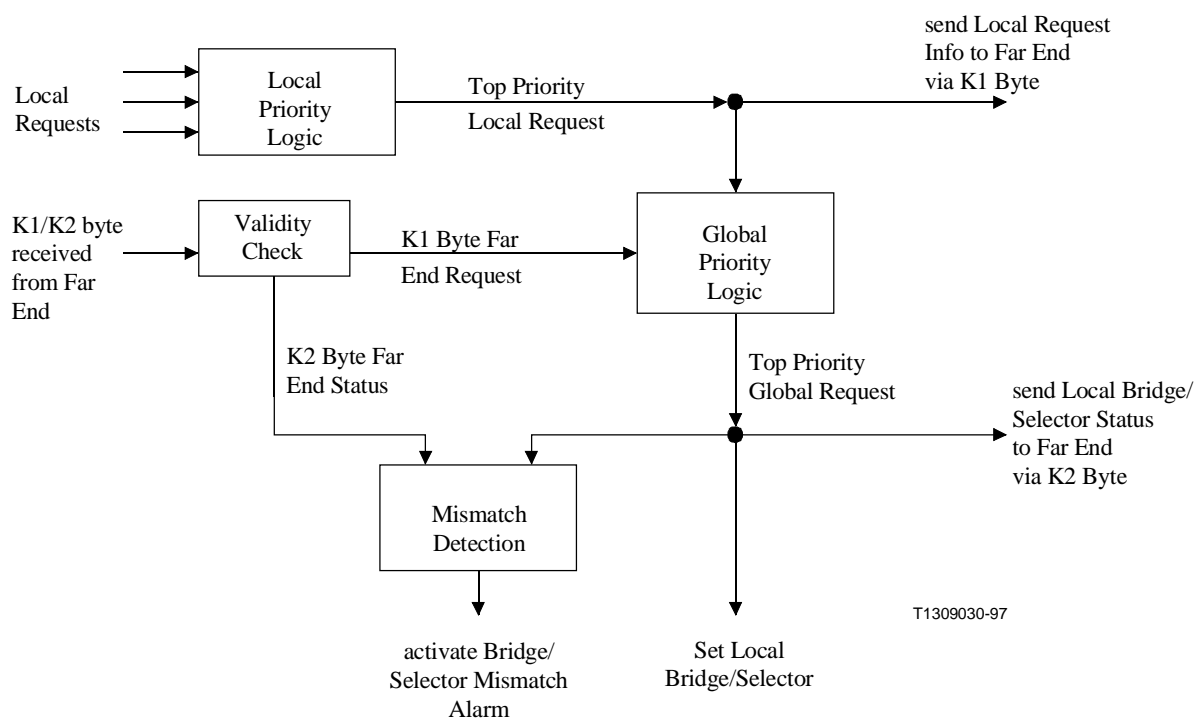 send Local Request
Info to Far End
via K1 Byte
Local
Requests
Local
Priority
Logic
Top Priority
Local Request
K1/K2 byte
received
from Far
End
Validity
Check
K1 Byte Far
End Request
Global
Priority
Logic
K2 Byte Far
End Status
Top Priority
Global Request
send Local Bridge/
Selector Status
to Far End
via K2 Byte
Mismatch
Detection
T1309030-97
activate Bridge/
Selector Mismatch
Alarm
Set Local
Bridge/Selector